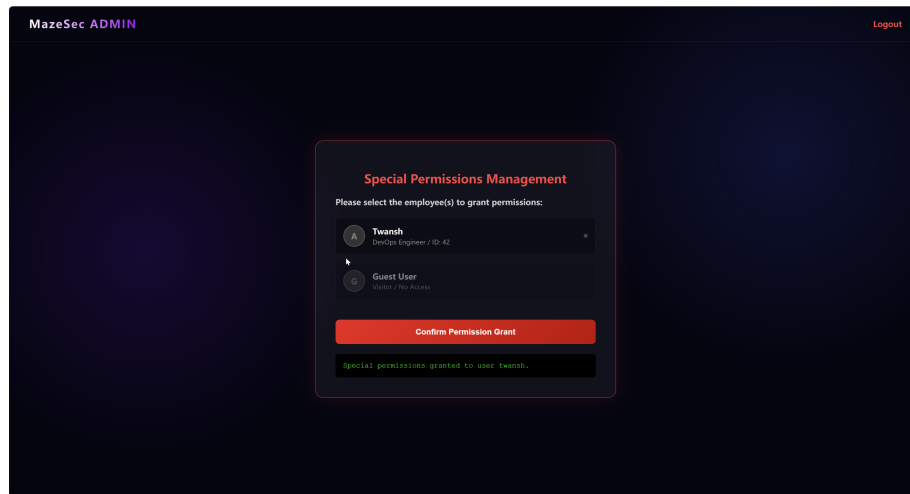 MazeSec ADMIN
Logout
Special Permissions Management
Please select the employee(s) to grant permissions:
A
Twansh
DevOps Engineer / ID: 42
G
Guest User
Visitor / No Access
Confirm Permission Grant
Special permissions granted to user twansh.